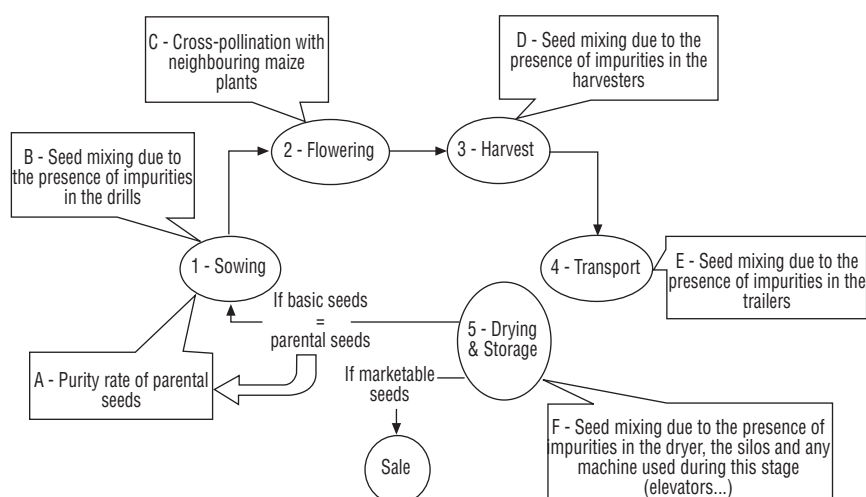 C - Cross-pollination with
neighbouring maize
plants
D - Seed mixing due to the
presence of impurities in the
harvesters
2 - Flowering
3 - Harvest
B - Seed mixing due to
the presence of impurities
in the drills
1 - Sowing
4 - Transport
E - Seed mixing due to the
presence of impurities in the
trailers
If basic seeds
=
parental seeds
5 - Drying
& Storage
A - Purity rate of parental
seeds
If marketable
seeds
Sale
F - Seed mixing due to the presence of
impurities in the dryer, the silos and any
machine used during this stage
(elevators...)